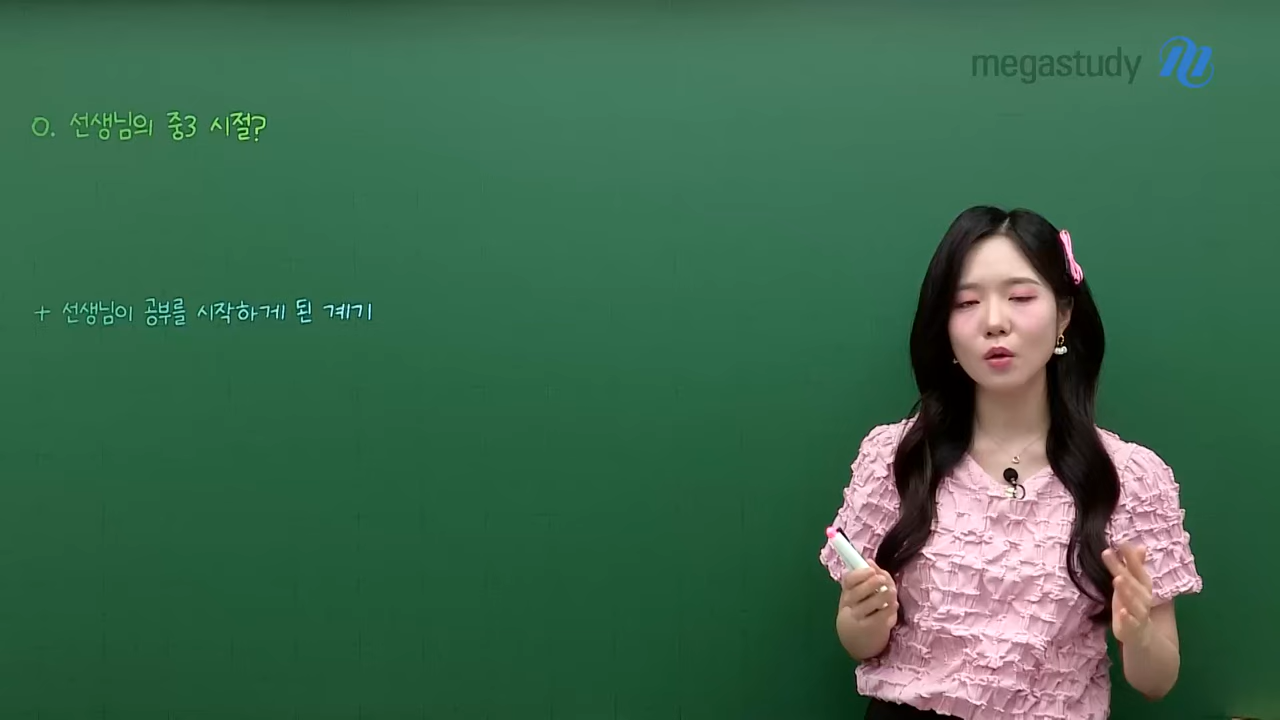 megastudy
0. 선생님의 중3 시절?
+ 선생님이 공부를 시작하게 된 계기